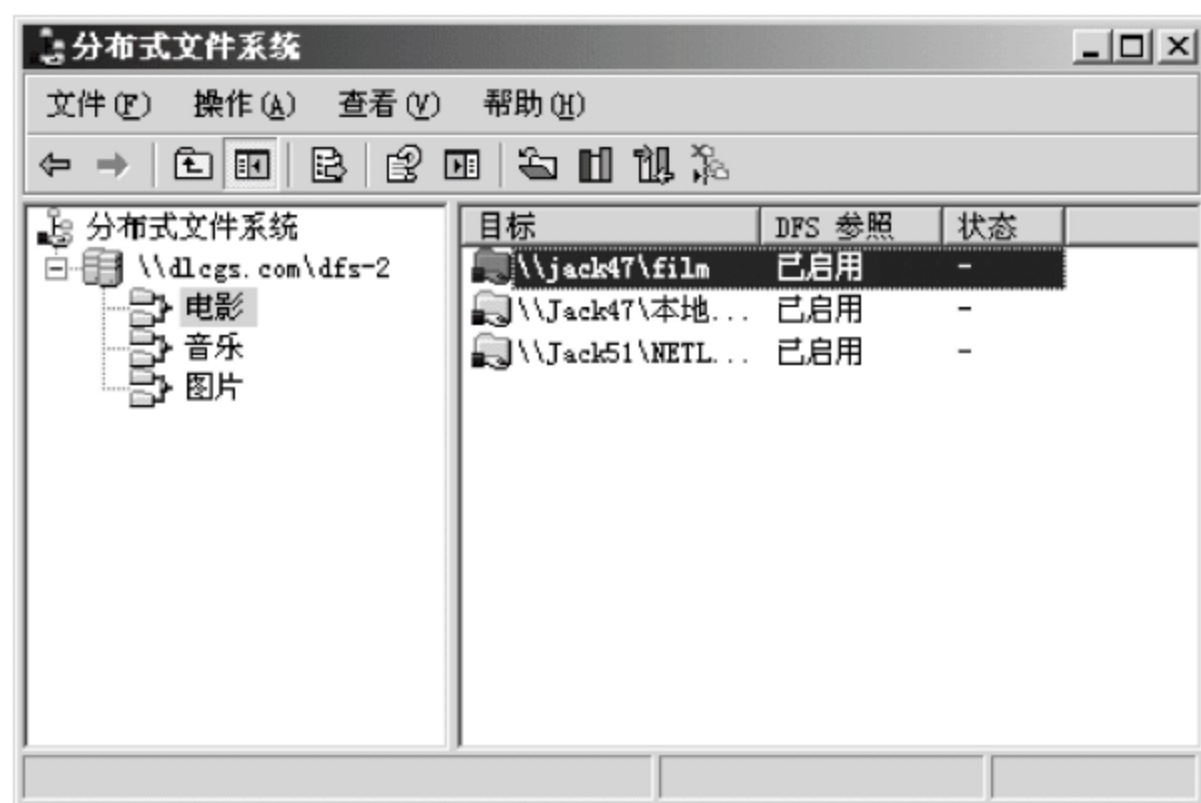 分布式文件系统
文件(F) 操作(A) 查看(V) 帮助(H)
分布式文件系统
\\dlcgs.com\dfs-2
电影
音乐
图片
目标 DFS 参照 状态
\\jack47\film 已启用 -
\\Jack47\本地... 已启用 -
\\Jack51\NETL... 已启用 -